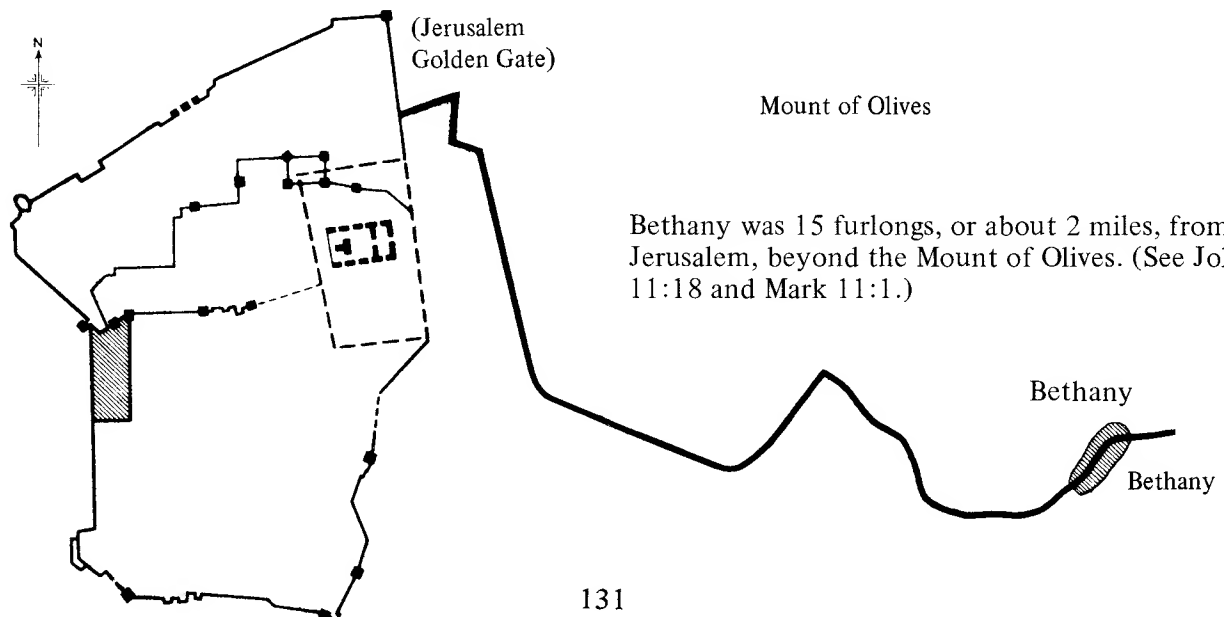 (Jerusalem
Golden Gate)
N
Mount of Olives
Bethany was 15 furlongs, or about 2 miles, from
Jerusalem, beyond the Mount of Olives. (See
11:18 and Mark 11:1.)
Bethany
Bethany
131